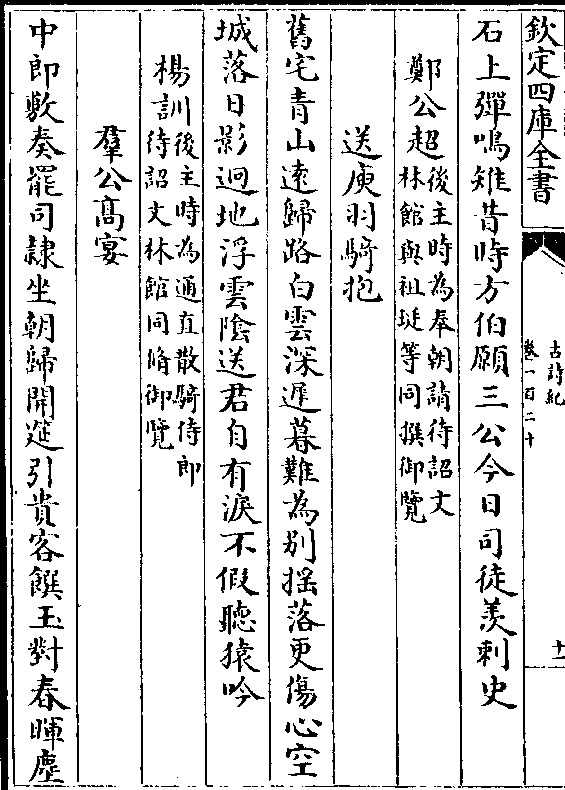 欽定四庫全書
古詩紀
卷一百二十
十一
石上彈鳴雉昔時方伯願三公今日司徒羨刺史
鄭公超後主時為奉朝請待詔文
林館與祖珽等同撰御覽
送庾羽騎抱
舊宅青山遠歸路白雲深遲暮難為別揺落更傷心空
城落日影迥地浮雲隂送君自有淚不假聽猿吟
楊訓後主時為通直散騎侍郎
待詔文林館同脩御覽
羣公髙宴
中郎敷奏罷司隷坐朝歸開筵引貴客饌玉對春暉塵